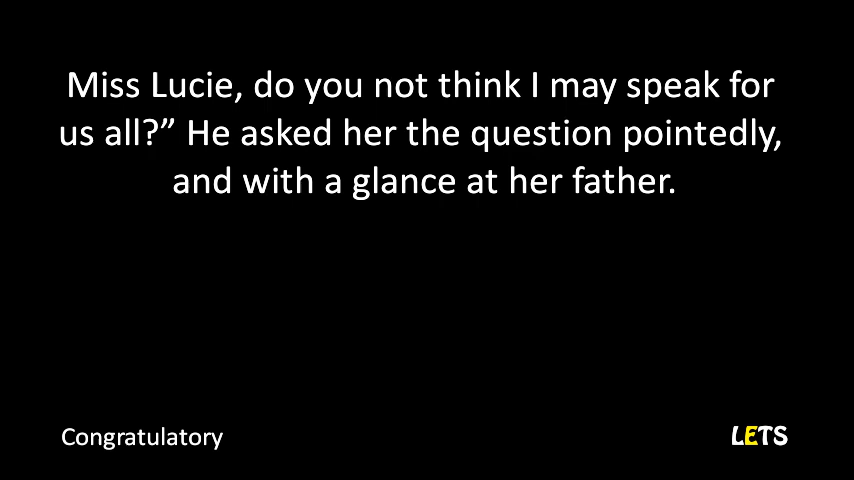 Miss Lucie, do you not think I may speak for
us all?” He asked her the question pointedly,
and with a glance at her father.
Congratulatory
LETS